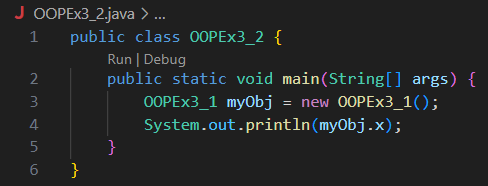 J OOPEx3_2.java > ...
1 public class OOPEx3_2 {
Run | Debug
2 public static void main(String[] args) {
3 OOPEx3_1 myObj = new OOPEx3_1();
4 System.out.println(myObj.x);
5 }
6 }